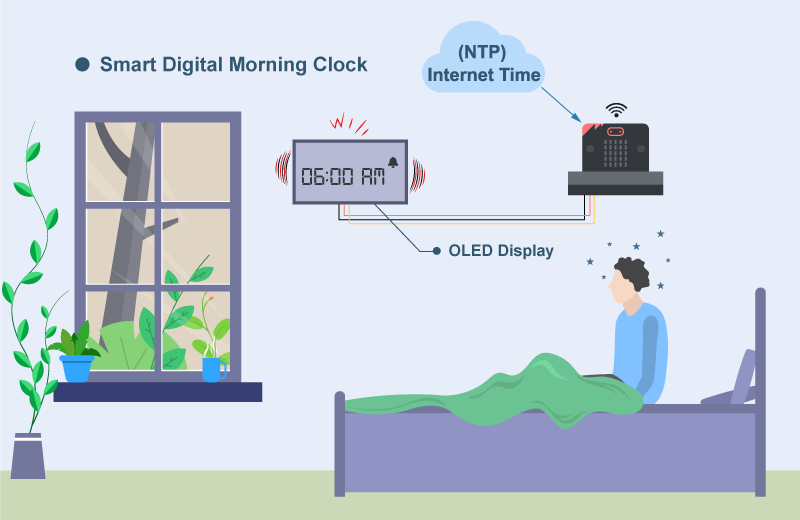 Smart Digital Morning Clock
(NTP)
Internet Time
06:00 AM
OLED Display